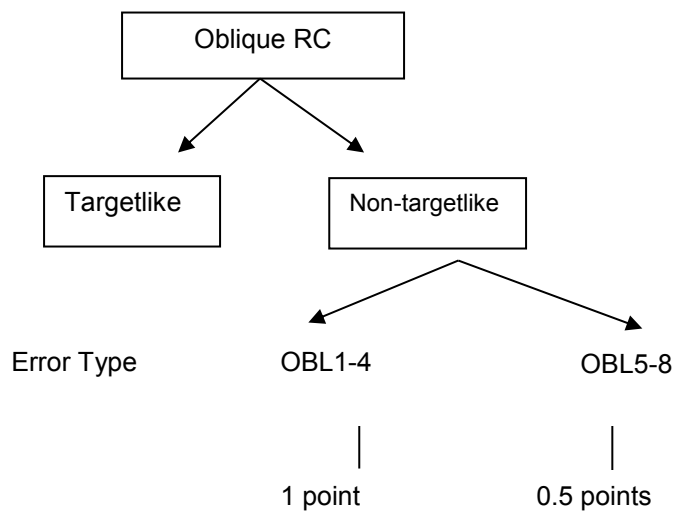 Oblique RC
Targetlike
Non-targetlike
Error Type
OBL1-4
OBL5-8
1 point
0.5 points